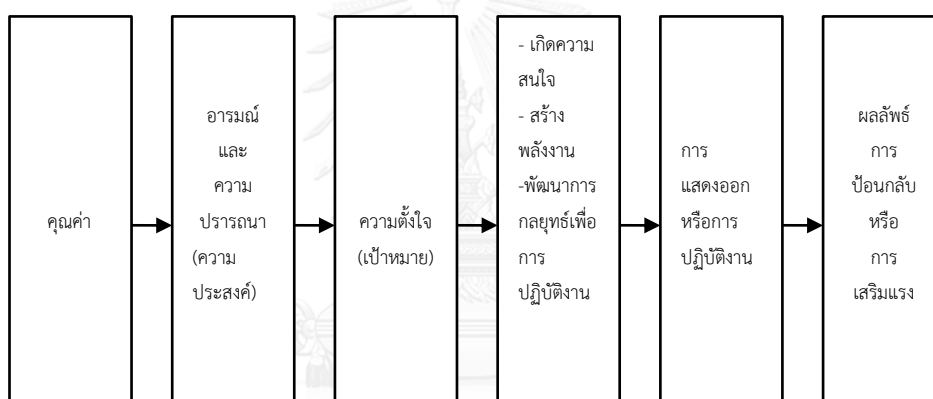 คุณค่า
อารมณ์
และ
ความ
ปรารถนา
(ความ
ประสงค์)
ความตั้งใจ
(เป้าหมาย)
- เกิดความ
สนใจ
- สร้าง
พลังงาน
-พัฒนาการ
กลยุทธ์เพื่อ
การ
ปฏิบัติงาน
การ
แสดงออก
หรือการ
ปฏิบัติงาน
ผลลัพธ์
การ
ป้อนกลับ
หรือ
การ
เสริมแรง